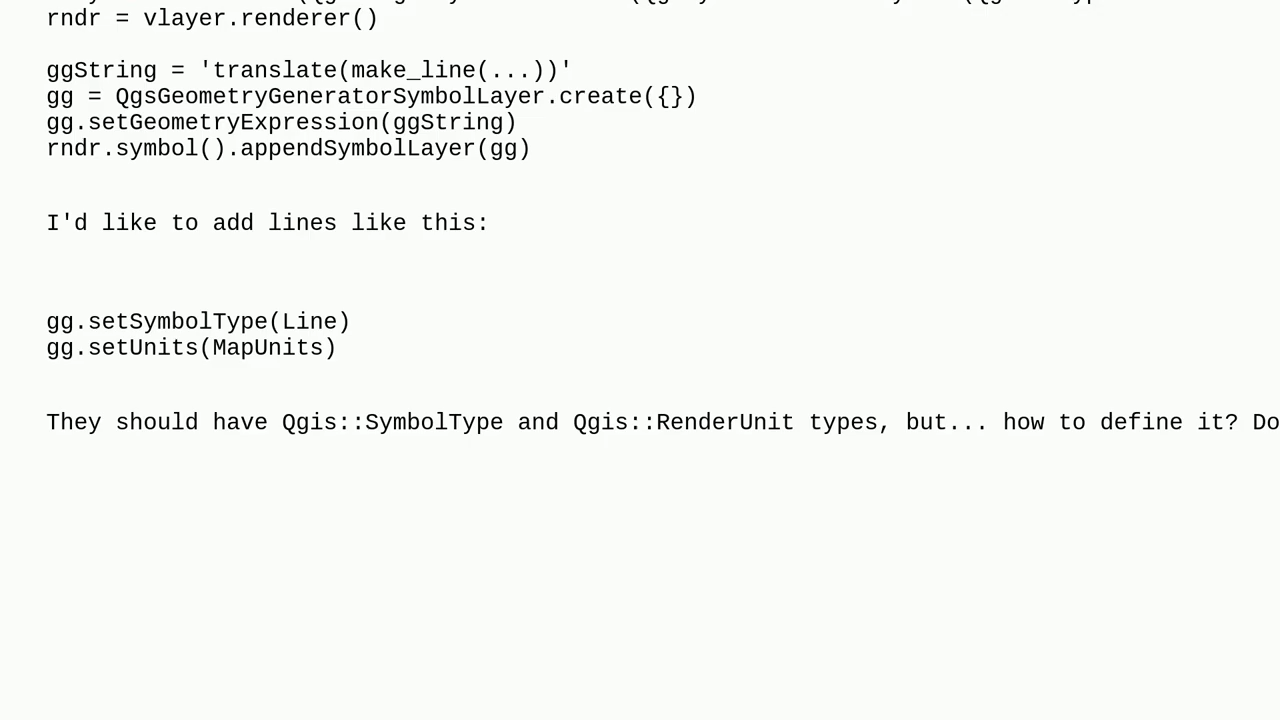 rndr = vlayer.renderer()
ggString = 'translate(make_line(...))'
gg = QgsGeometryGeneratorSymbolLayer.create({})
gg.setGeometryExpression(ggString)
rndr.symbol().appendSymbolLayer(gg)
I'd like to add lines like this:
gg.setSymbolType(Line)
gg.setUnits(MapUnits)
They should have Qgis::SymbolType and Qgis::RenderUnit types, but... how to define it? Do